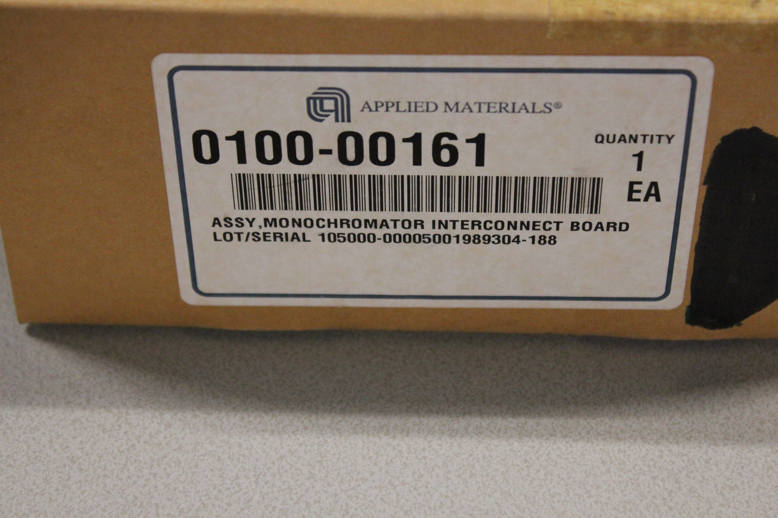 APPLIED MATERIALS®
0100-00161
QUANTITY
1
EA
ASSY,MONOCHROMATOR INTERCONNECT BOARD
LOT/SERIAL 105000-00005001989304-188